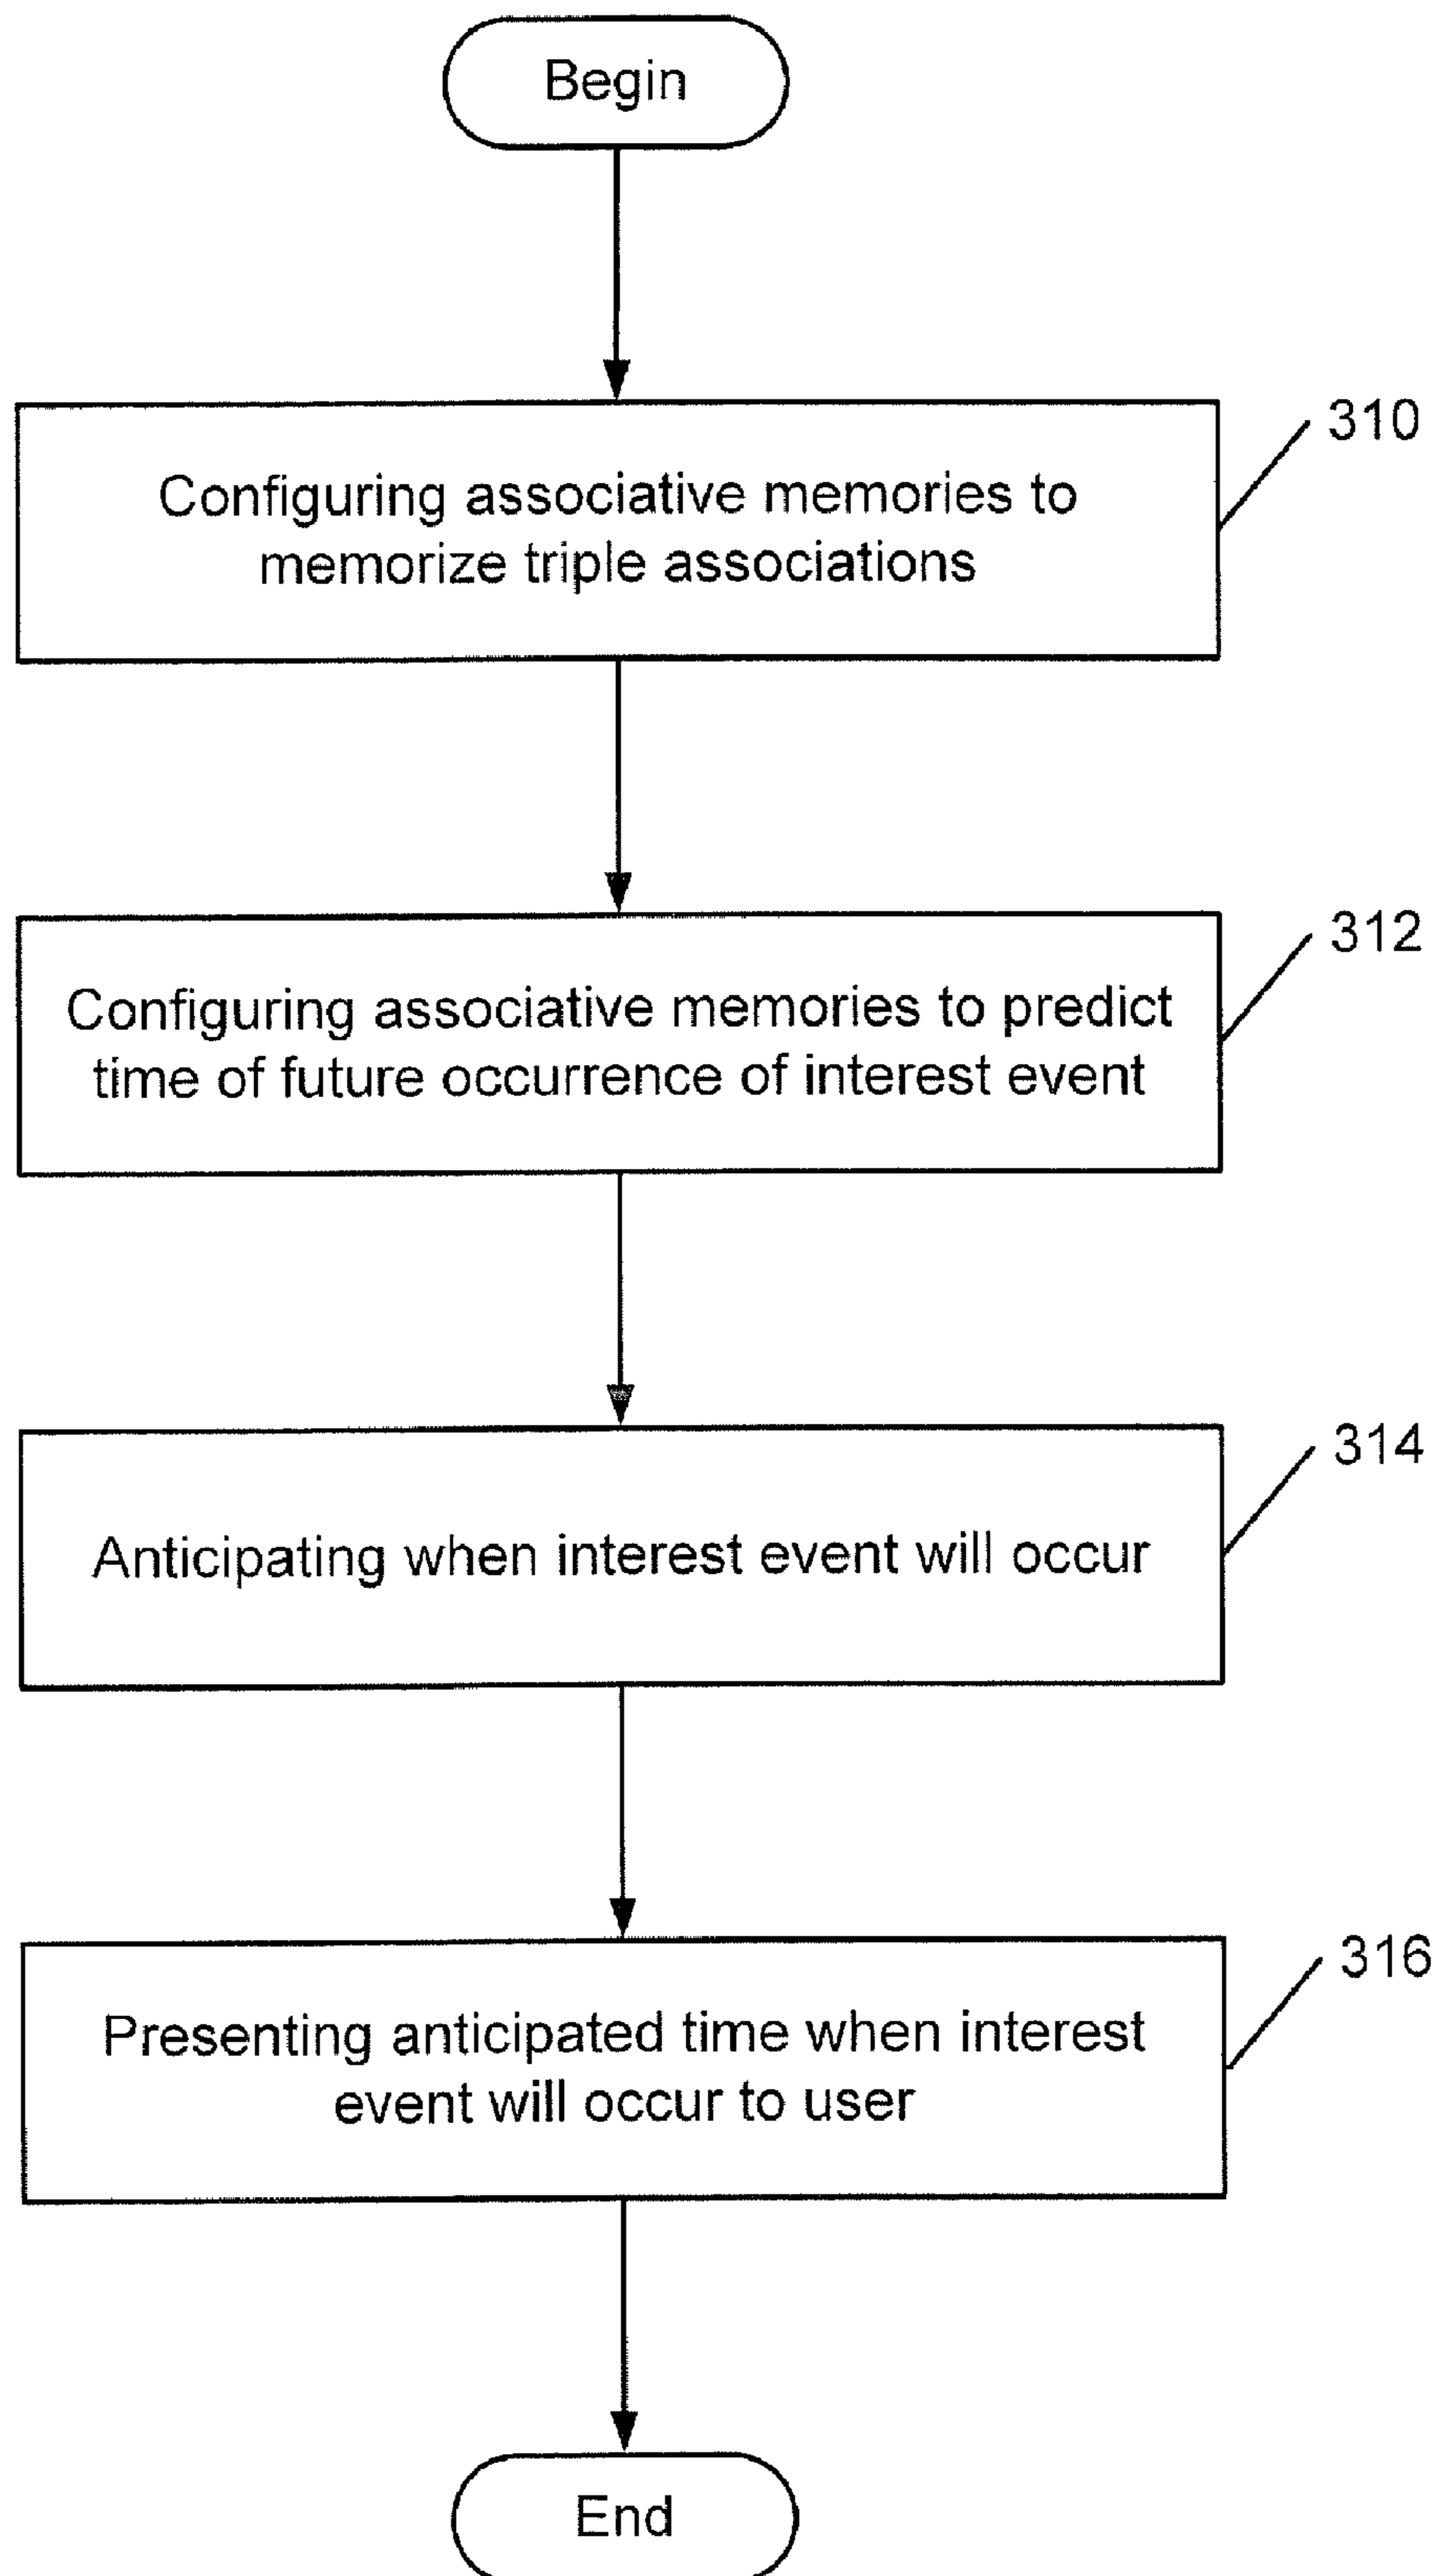 Begin
310
Configuring associative memories to
memorize triple associations
312
Configuring associative memories to predict
time of future occurrence of interest event
314
Anticipating when interest event will occur
316
Presenting anticipated time when interest
event will occur to user
End